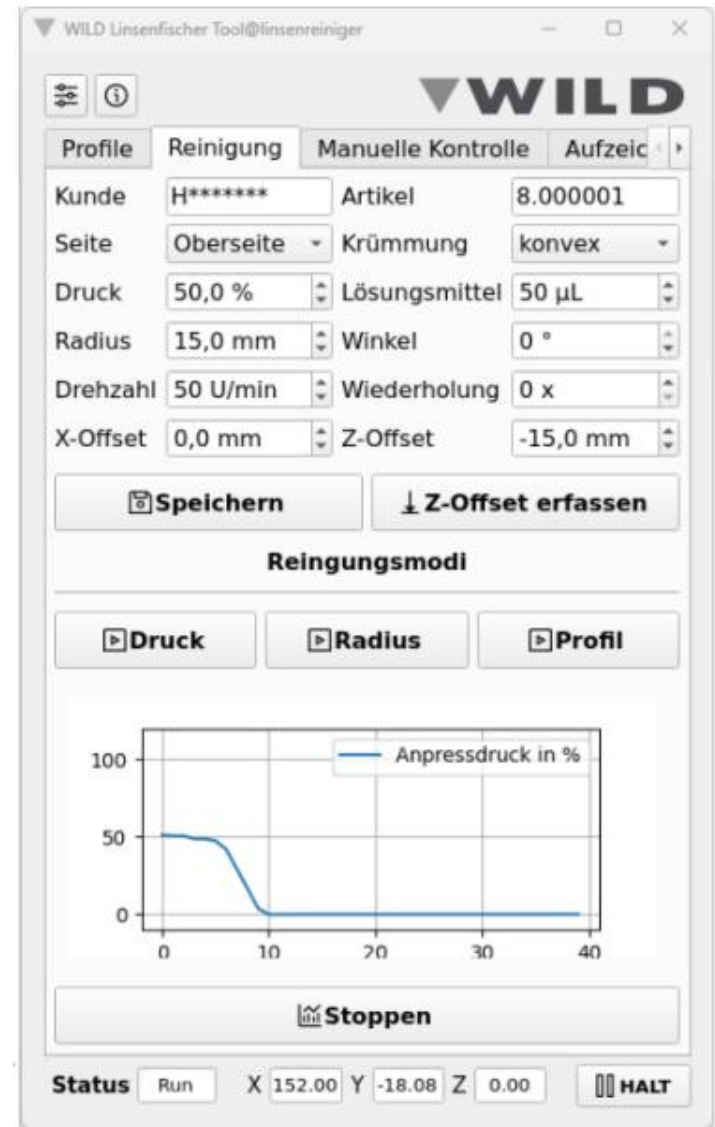 WILD Linsenfischer Tool@linsenreiniger
WILD
Profile Reinigung Manuelle Kontrolle Aufzeic
Kunde H******* Artikel 8.000001
Seite Oberseite Krümmung konvex
Druck 50,0 % Lösungsmittel 50 µL
Radius 15,0 mm Winkel 0 °
Drehzahl 50 U/min Wiederholung 0 x
X-Offset 0,0 mm Z-Offset -15,0 mm
Speichern Z-Offset erfassen
Reingungsmodi
Druck Radius Profil
Anpressdruck in %
100
50
0
0 10 20 30 40
Stoppen
Status Run X 152.00 Y -18.08 Z 0.00 HALT